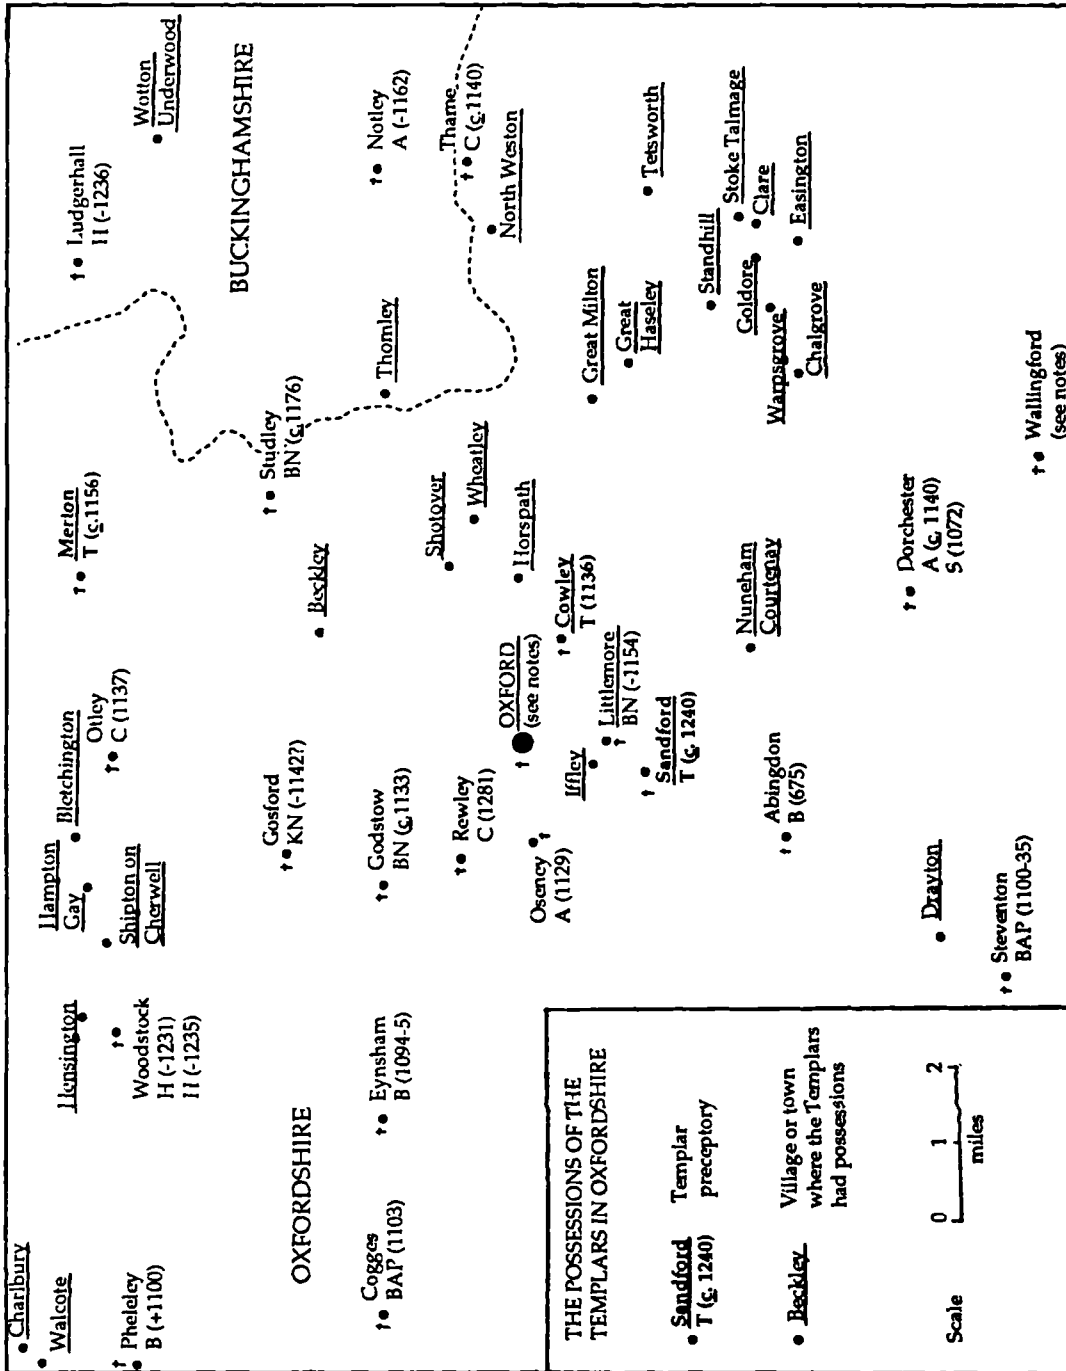 Charlbury
Walcote
Pheleley
B (+1100)
Hensington
Woodstock
H (-1231)
H (-1235)
Hampton
Gay
Shipton on
Cherwell
Bletchington
Otley
C (1137)
Merton
T (c.1156)
Ludgerhall
H (-1236)
Wotton
Underwood
BUCKINGHAMSHIRE
OXFORDSHIRE
Cogges
BAP (1103)
Eynsham
B (1094-5)
Gosford
KN (-1142?)
Godstow
BN (c.1133)
Rewley
C (1281)
Oseney
A (1129)
Beckley
Studley
BN (c.1176)
Thomley
Notley
A (-1162)
Thame
C (c.1140)
North Weston
Shotover
Wheatley
Horspath
OXFORD
(see notes)
Cowley
T (1136)
Iffley
Littlemore
BN (-1154)
Sandford
T (c. 1240)
Great Milton
Great
Haseley
Tetsworth
Standhill
Stoke Talmage
Clare
Goldore
Easington
Warpsgrove
Chalgrove
Nuneham
Courtenay
Abingdon
B (675)
Dorchester
A (c. 1140)
S (1072)
Wallingford
(see notes)
Drayton
Steventon
BAP (1100-35)
THE POSSESSIONS OF THE
TEMPLARS IN OXFORDSHIRE
Sandford
T (c. 1240)
Templar
preceptory
Beckley
Village or town
where the Templars
had possessions
Scale
0 1 2
miles